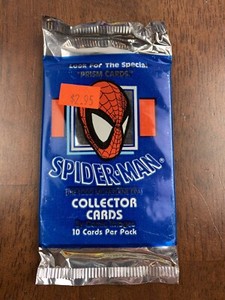 Look For The Special
"PRISM CARDS"
$2.95
SPIDER-MAN
COLLECTOR
CARDS
10 Cards Per Pack